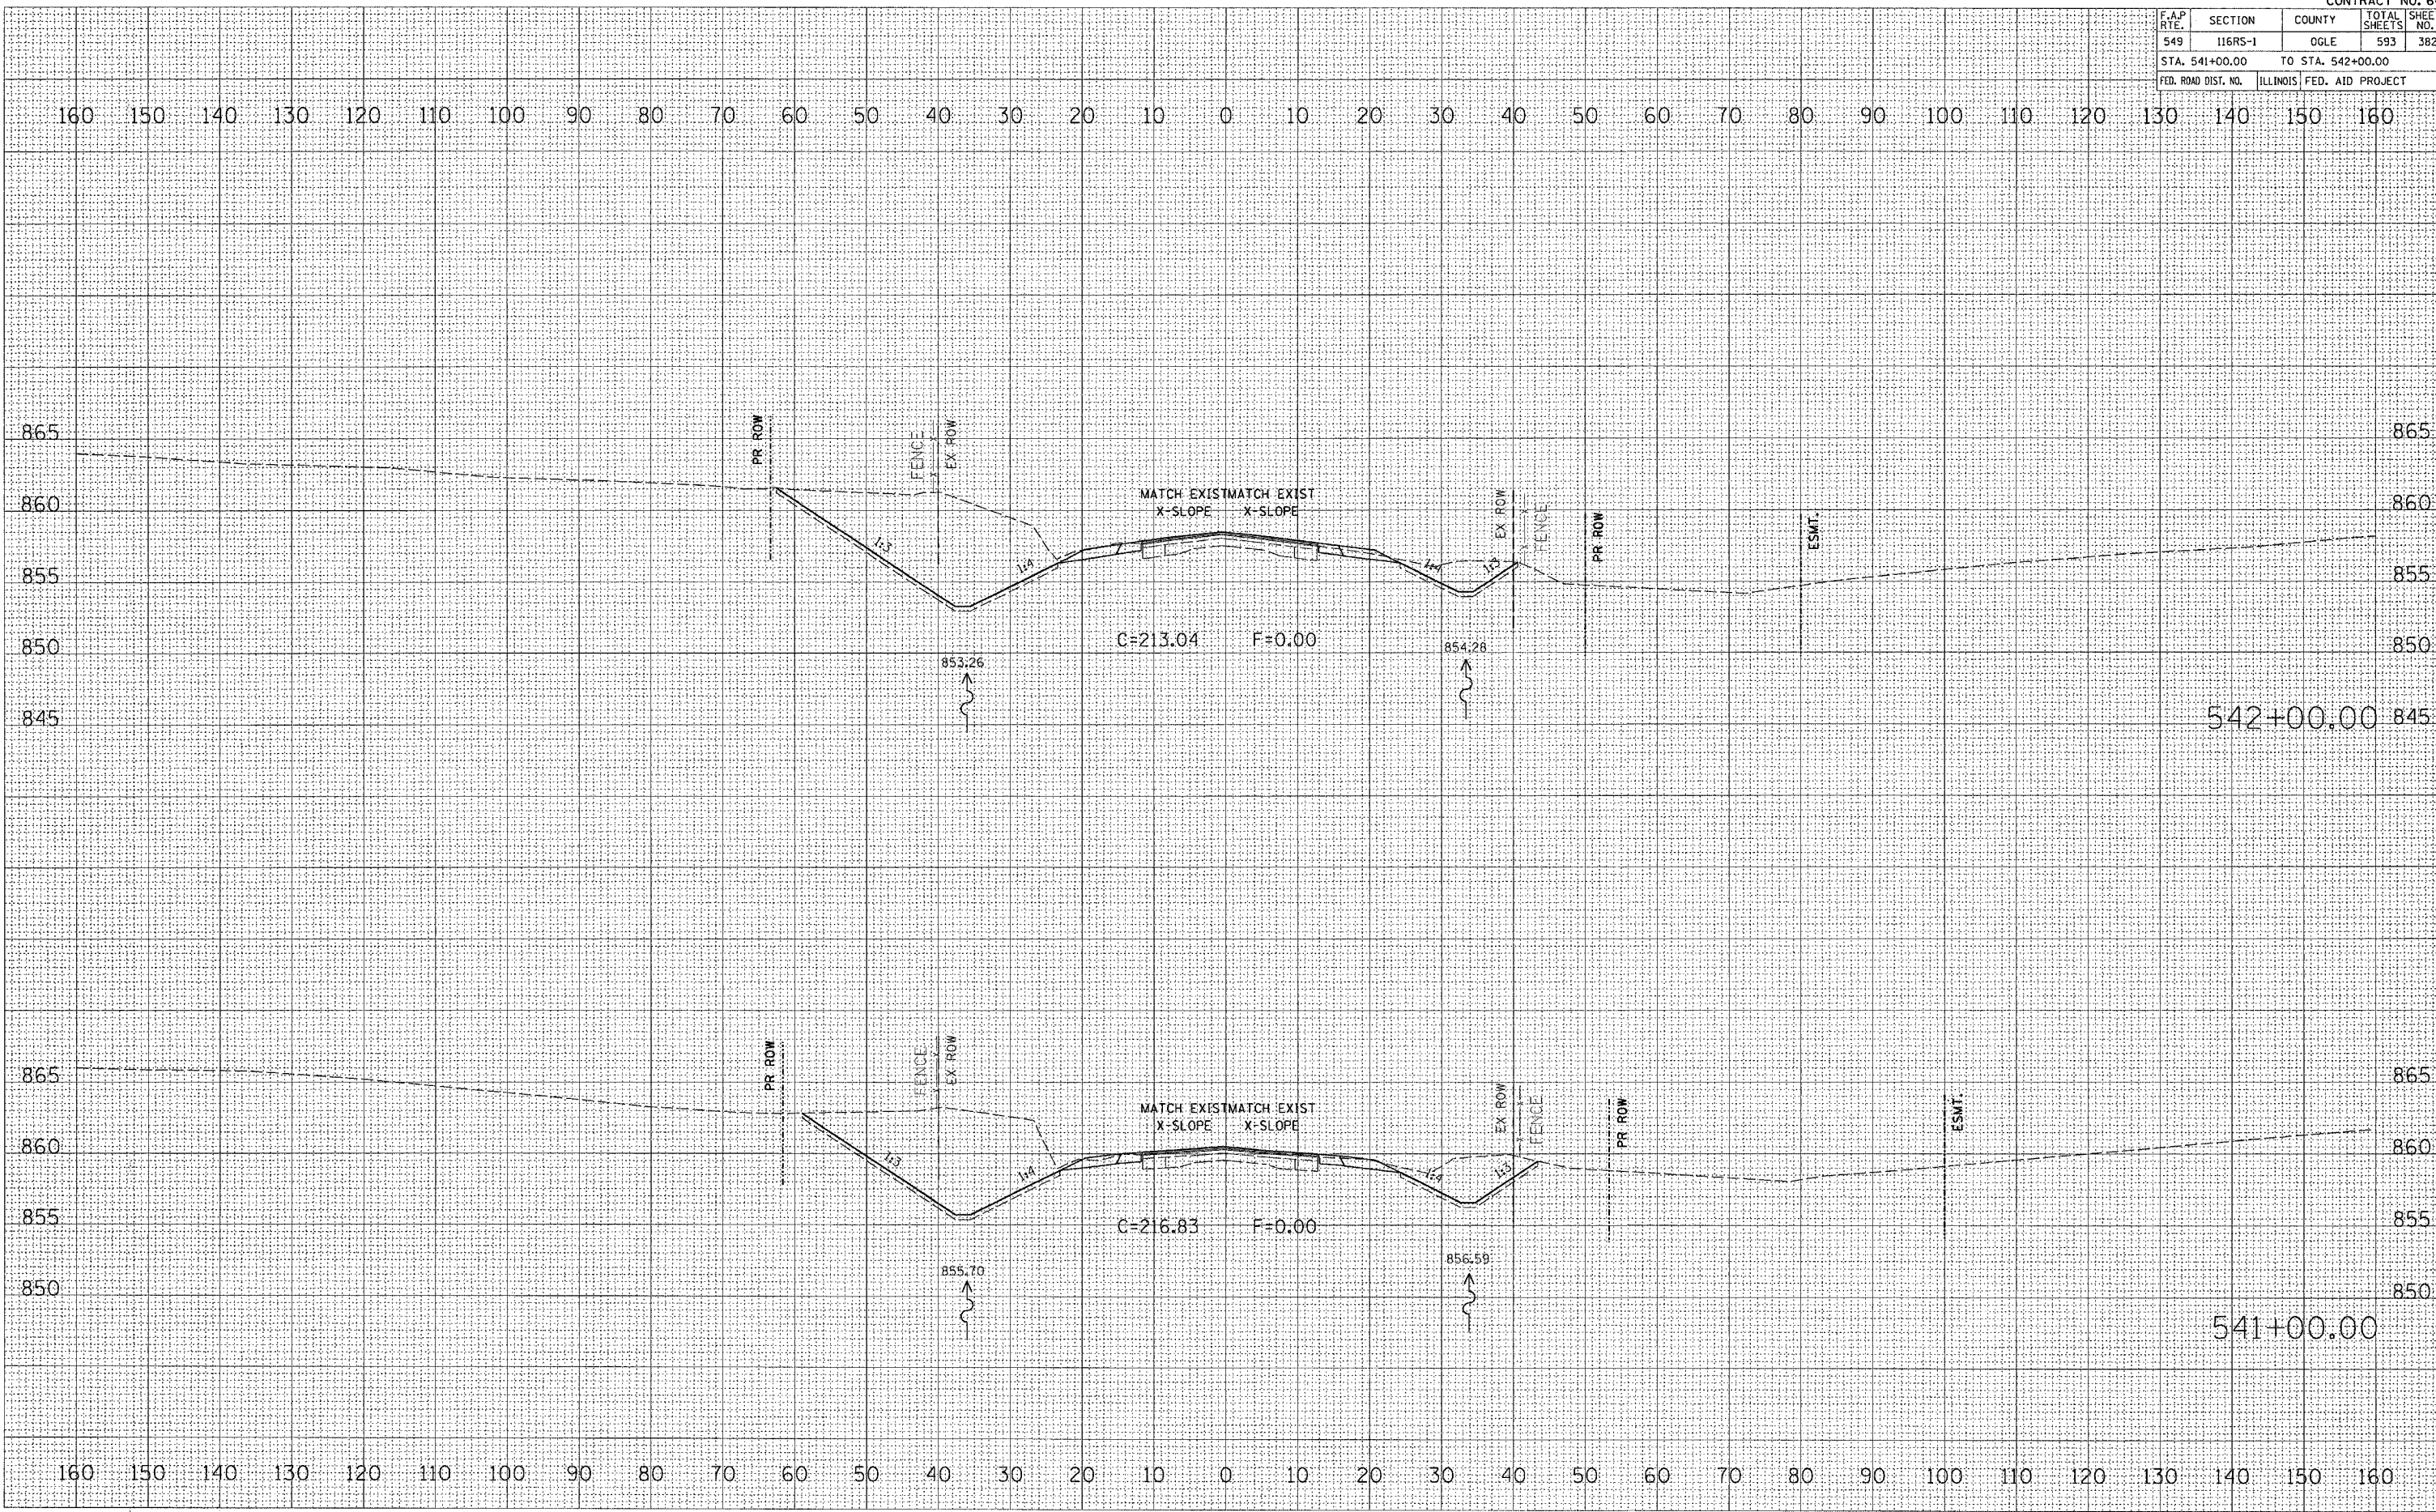 CONTRACT NO.
F.A.P RTE. SECTION COUNTY TOTAL SHEETS
549 116RS-1 OGLE 593 382
STA. 541+00.00 TO STA. 542+00.00
FED. ROAD DIST. NO. ILLINOIS FED. AID PROJECT
160 150 140 130 120 110 100 90 80 70 60 50 40 30 20 10 0 10 20 30 40 50 60 70 80 90 100 110 120 130 140 150 160
865 PR ROW FENCE EX ROW 865
860 MATCH EXISTMATCH EXIST EX ROW FENCE PR ROW ESMT. 860
X-SLOPE X-SLOPE
1:3 1:4 1:4 1:3
855 855
850 C=213.04 F=0.00 850
853.26 854.28
845 542+00.00 845
865 PR ROW FENCE EX ROW EX ROW FENCE PR ROW ESMT. 865
MATCH EXISTMATCH EXIST
X-SLOPE X-SLOPE
860 860
1:3 1:4 1:4 1:3
855 C=216.83 F=0.00 855
855.70 856.59
850 850
541+00.00
160 150 140 130 120 110 100 90 80 70 60 50 40 30 20 10 0 10 20 30 40 50 60 70 80 90 100 110 120 130 140 150 160